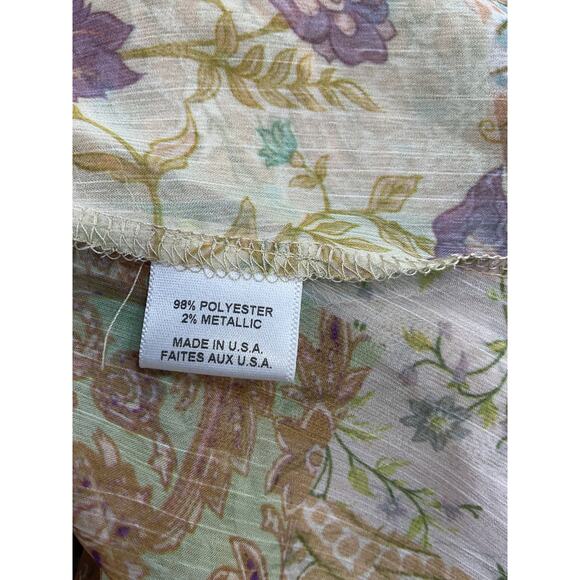 98% POLYESTER
2% METALLIC
MADE IN U.S.A.
FAITES AUX U.S.A.